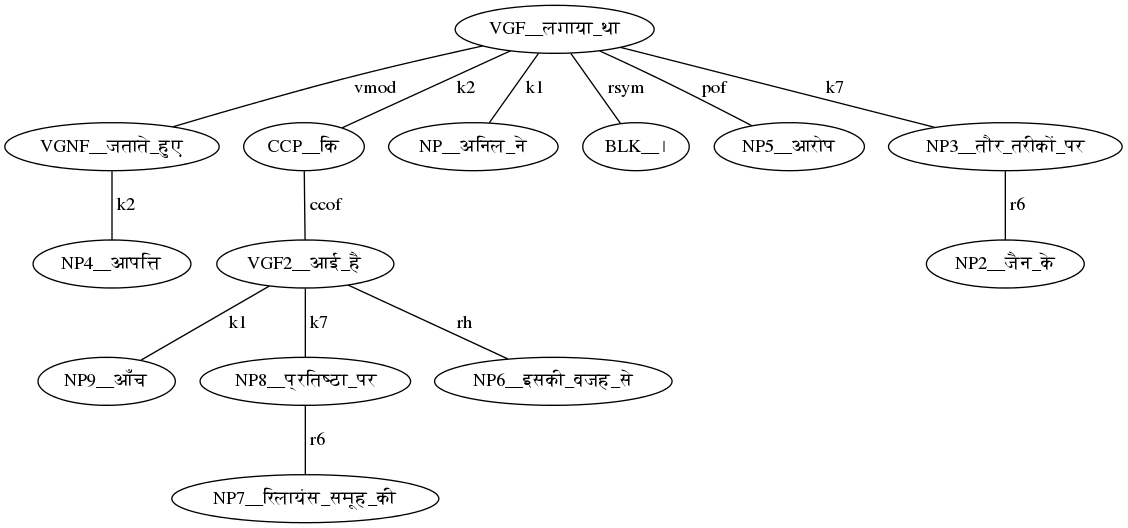 VGF__लगाया_था
vmod k2 k1 rsym pof k7
VGNF__जताते_हुए CCP__कि NP__अनिल_ने BLK__। NP5__आरोप NP3__तौर_तरीकों_पर
k2 ccof r6
NP4__आपत्ति VGF2__आई_है NP2__जैन_के
k1 k7 rh
NP9__आँच NP8__प्रतिष्ठा_पर NP6__इसकी_वजह_से
r6
NP7__रिलायंस_समूह_की